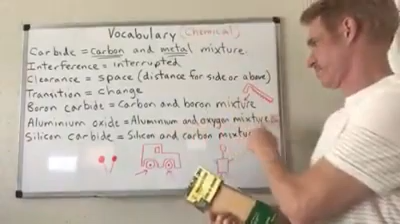 Vocabulary (Chemical)
Carbide = Carbon and metal mixture
Interference = interrupted
Clearance = space (distance for side or above)
Transition = change
Boron carbide = Carbon and boron mixture
Aluminium oxide = Aluminium and oxygen mixture
Silicon carbide = Silicon and carbon mixture